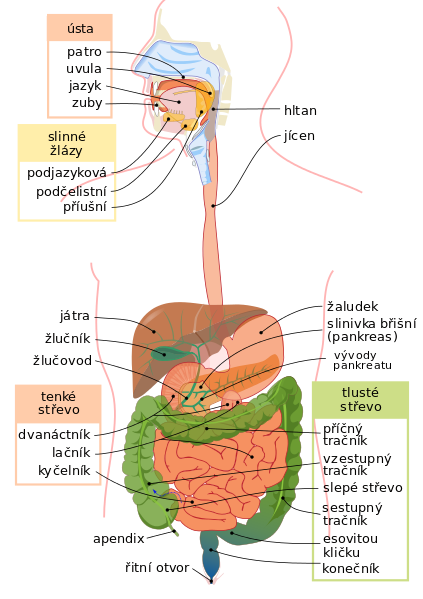 ústa
patro
uvula
jazyk
zuby
slinné
žlázy
podjazyková
podčelistní
příušní
hltan
jícen
játra
žlučník
žlučovod
tenké
střevo
dvanáctník
lačník
kyčelník
apendix
řitní otvor
žaludek
slinivka břišní
(pankreas)
vývody
pankreatu
tlusté
střevo
příčný
tračník
vzestupný
tračník
slepé střevo
sestupný
tračník
esovitou
kličku
konečník